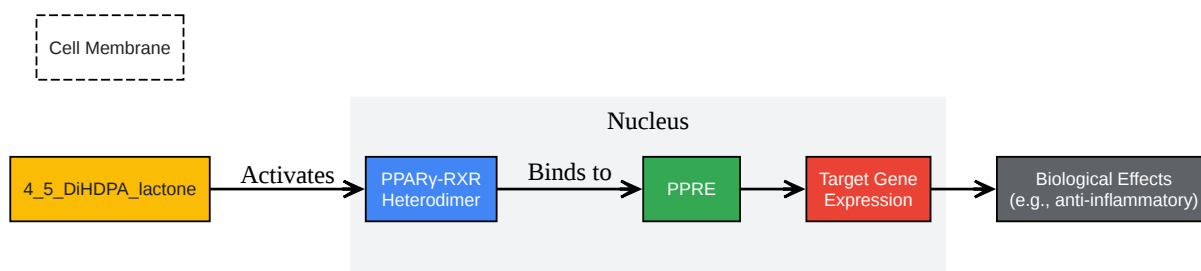 Cell Membrane
Nucleus
4_5_DiHDPA_lactone
Activates
PPARγ-RXR
Heterodimer
Binds to
PPRE
Target Gene
Expression
Biological Effects
(e.g., anti-inflammatory)